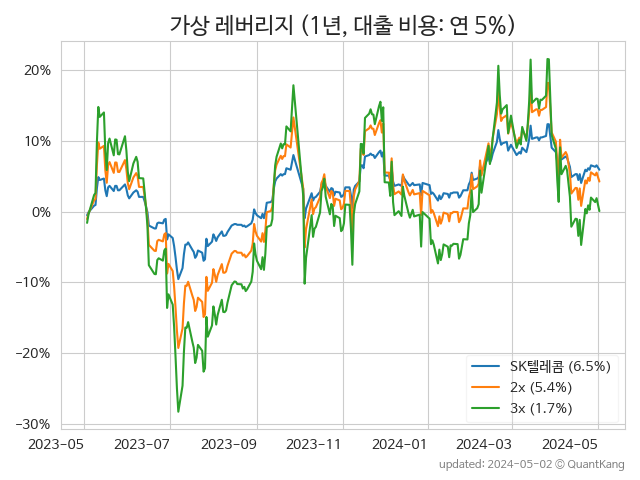 가상 레버리지 (1년, 대출 비용: 연 5%)
20%
10%
0%
−10%
−20%
−30%
SK텔레콤 (6.5%)
2x (5.4%)
3x (1.7%)
2023-05 2023-07 2023-09 2023-11 2024-01 2024-03 2024-05
updated: 2024-05-02 © QuantKang